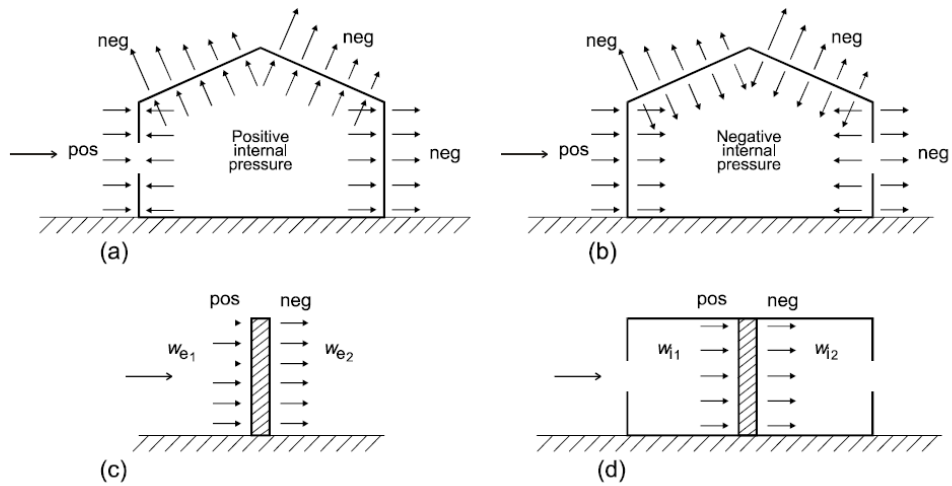 neg
neg
pos
Positive
internal
pressure
neg
(a)
neg
neg
pos
Negative
internal
pressure
neg
(b)
pos
neg
we1
we2
(c)
pos
neg
wi1
wi2
(d)